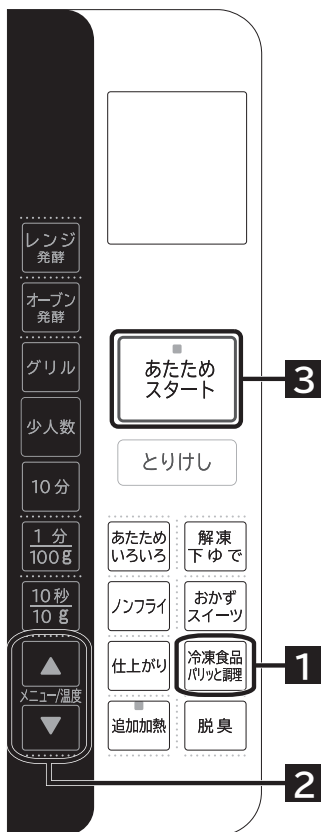 レンジ
発酵
オーブン
発酵
グリル
少人数
10分
1分
100g
10秒
10g
▲
メニュー/温度
▼
あたため
スタート
とりけし
あたため
いろいろ
解凍
下ゆで
ノンフライ
おかず
スイーツ
仕上がり
冷凍食品
パリッと調理
追加加熱
脱臭
3
1
2